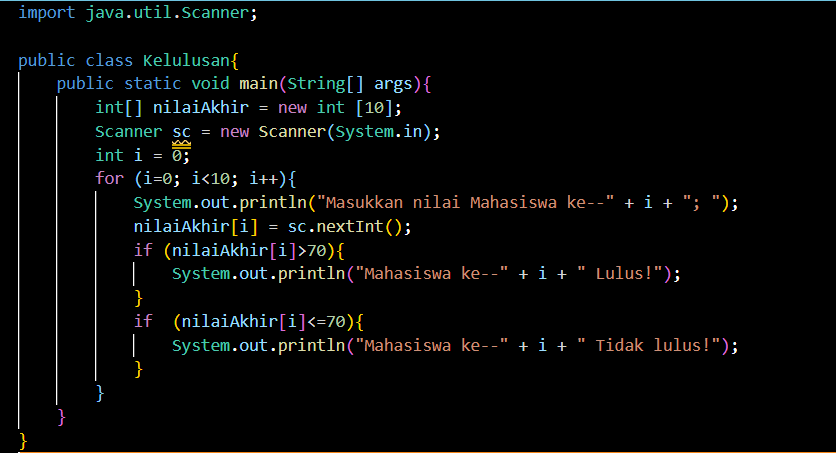 import java.util.Scanner;
public class Kelulusan{
public static void main(String[] args){
int[] nilaiAkhir = new int [10];
Scanner sc = new Scanner(System.in);
int i = 0;
for (i=0; i<10; i++){
System.out.println("Masukkan nilai Mahasiswa ke--" + i + "; ");
nilaiAkhir[i] = sc.nextInt();
if (nilaiAkhir[i]>70){
System.out.println("Mahasiswa ke--" + i + " Lulus!");
}
if  (nilaiAkhir[i]<=70){
System.out.println("Mahasiswa ke--" + i + " Tidak lulus!");
}
}
}
}